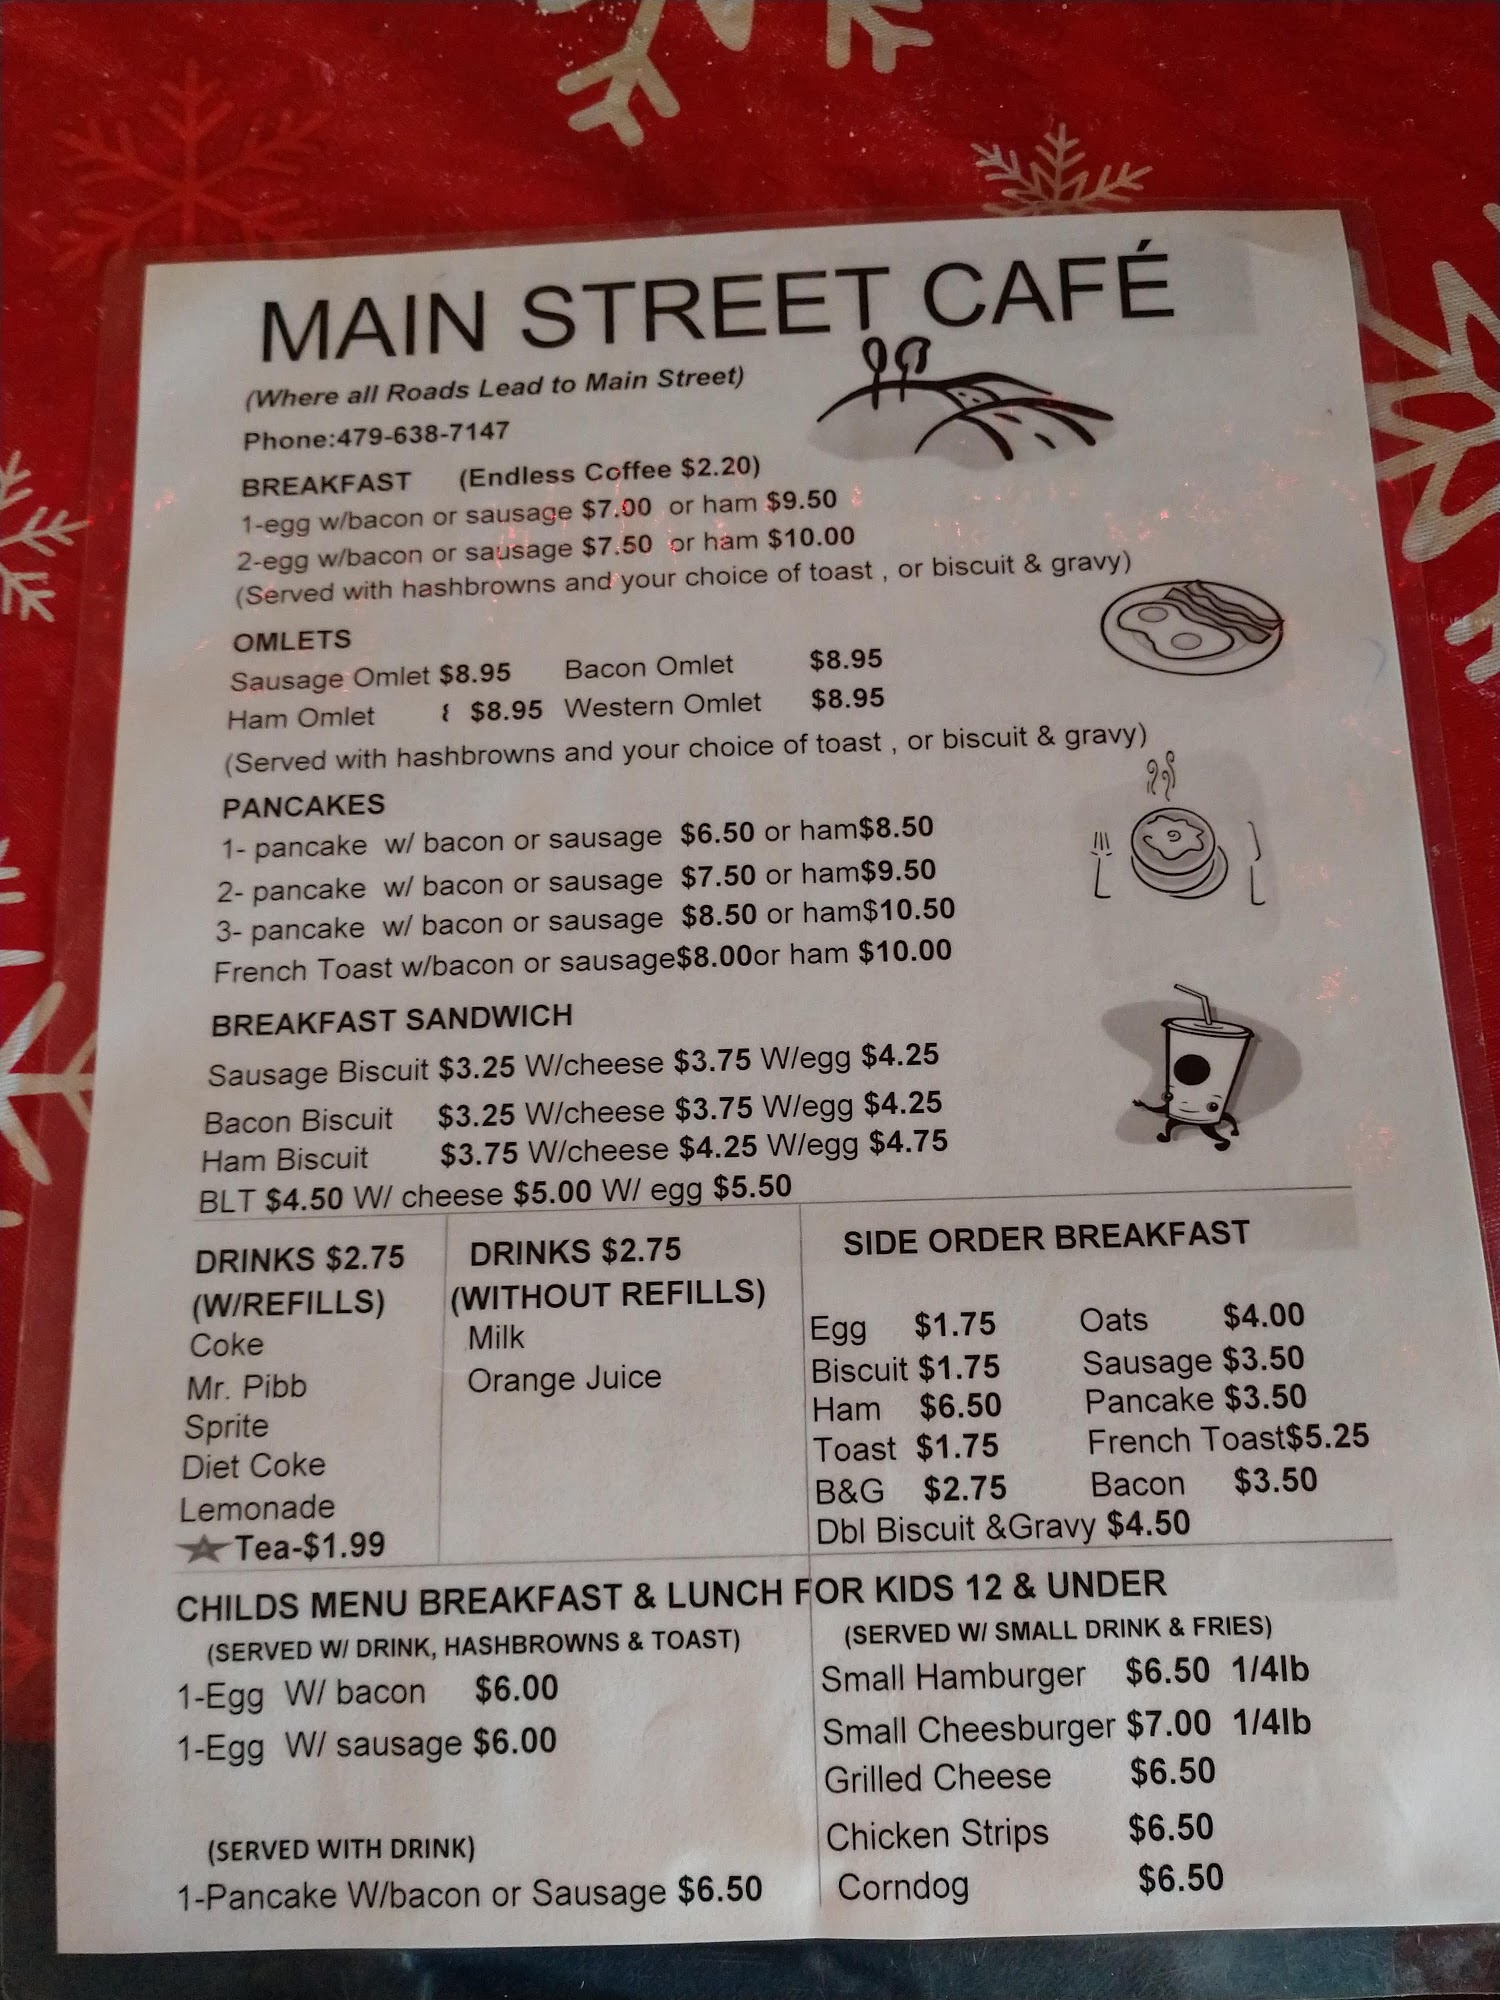 MAIN STREET CAFÉ
(Where all Roads Lead to Main Street)
Phone:479-638-7147
BREAKFAST (Endless Coffee $2.20)
1-egg w/bacon or sausage $7.00 or ham $9.50
2-egg w/bacon or sausage $7.50 or ham $10.00
(Served with hashbrowns and your choice of toast , or biscuit & gravy)
OMLETS
Sausage Omlet $8.95 Bacon Omlet $8.95
Ham Omlet $8.95 Western Omlet $8.95
(Served with hashbrowns and your choice of toast , or biscuit & gravy)
PANCAKES
1- pancake w/ bacon or sausage $6.50 or ham$8.50
2- pancake w/ bacon or sausage $7.50 or ham$9.50
3- pancake w/ bacon or sausage $8.50 or ham$10.50
French Toast w/bacon or sausage$8.00or ham $10.00
BREAKFAST SANDWICH
Sausage Biscuit $3.25 W/cheese $3.75 W/egg $4.25
Bacon Biscuit $3.25 W/cheese $3.75 W/egg $4.25
Ham Biscuit $3.75 W/cheese $4.25 W/egg $4.75
BLT $4.50 W/ cheese $5.00 W/ egg $5.50
DRINKS $2.75
(W/REFILLS)
Coke
Mr. Pibb
Sprite
Diet Coke
Lemonade
Tea-$1.99
DRINKS $2.75
(WITHOUT REFILLS)
Milk
Orange Juice
SIDE ORDER BREAKFAST
Egg $1.75 Oats $4.00
Biscuit $1.75 Sausage $3.50
Ham $6.50 Pancake $3.50
Toast $1.75 French Toast$5.25
B&G $2.75 Bacon $3.50
Dbl Biscuit &Gravy $4.50
CHILDS MENU BREAKFAST & LUNCH FOR KIDS 12 & UNDER
(SERVED W/ DRINK, HASHBROWNS & TOAST)
1-Egg W/ bacon $6.00
1-Egg W/ sausage $6.00
(SERVED WITH DRINK)
1-Pancake W/bacon or Sausage $6.50
(SERVED W/ SMALL DRINK & FRIES)
Small Hamburger $6.50 1/4lb
Small Cheesburger $7.00 1/4lb
Grilled Cheese $6.50
Chicken Strips $6.50
Corndog $6.50